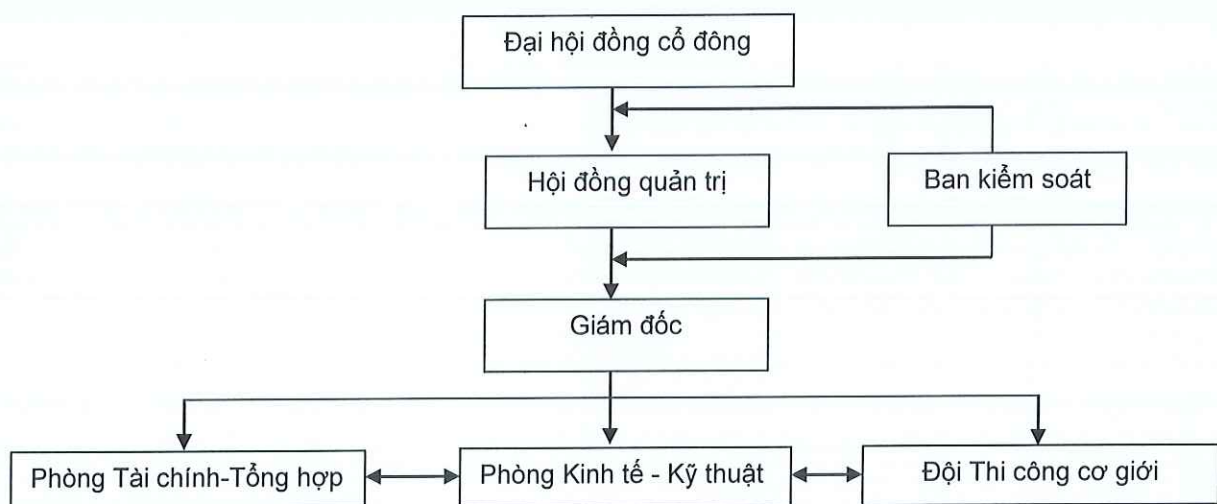 Đại hội đồng cổ đông
Hội đồng quản trị
Ban kiểm soát
Giám đốc
Phòng Tài chính-Tổng hợp
Phòng Kinh tế - Kỹ thuật
Đội Thi công cơ giới